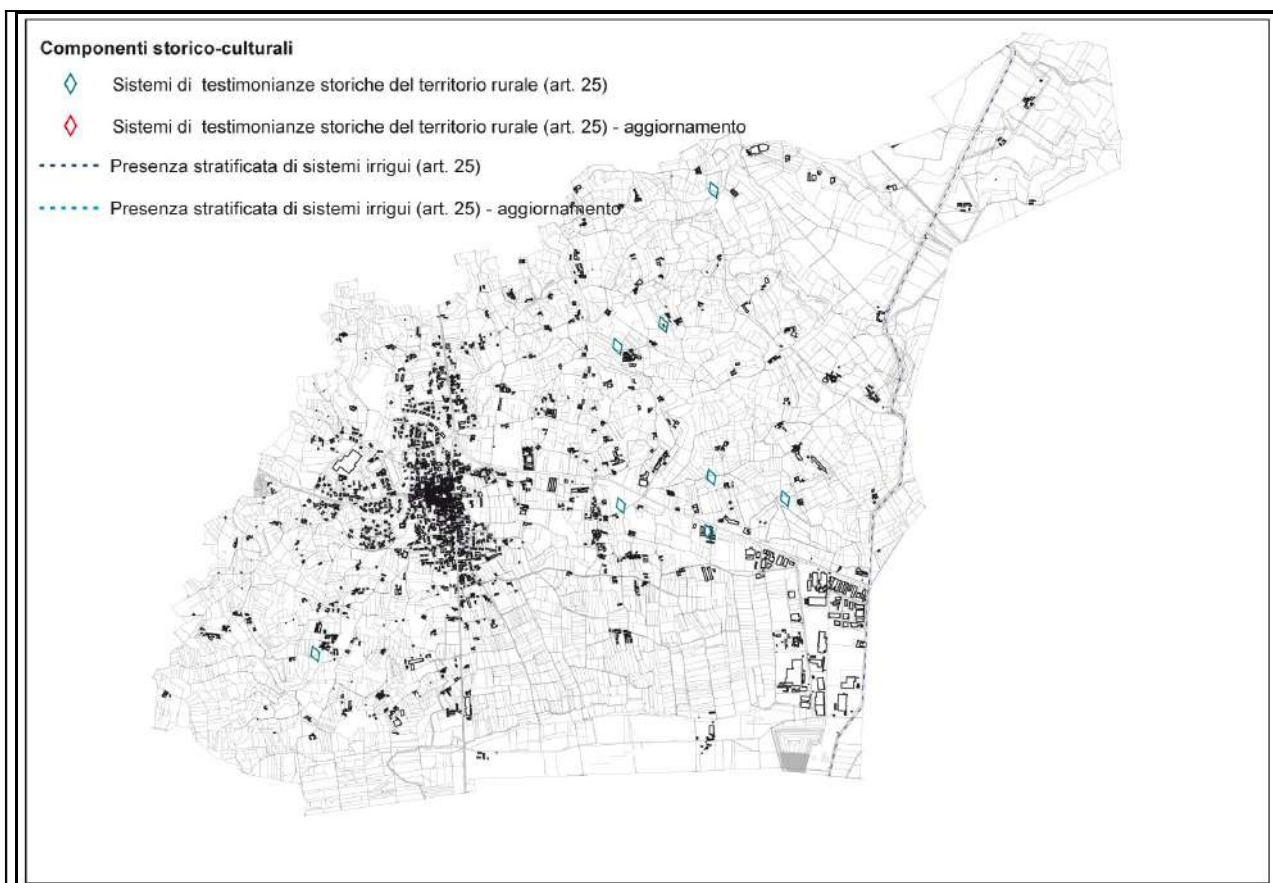 Componenti storico-culturali
Sistemi di testimonianze storiche del territorio rurale (art. 25)
Sistemi di testimonianze storiche del territorio rurale (art. 25) - aggiornamento
Presenza stratificata di sistemi irrigui (art. 25)
Presenza stratificata di sistemi irrigui (art. 25) - aggiornamento